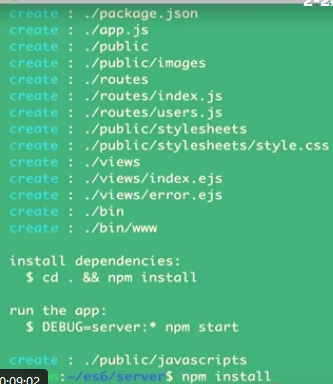 2-2
create : ./package.json
create : ./app.js
create : ./public
create : ./public/images
create : ./routes
create : ./routes/index.js
create : ./routes/users.js
create : ./public/stylesheets
create : ./public/stylesheets/style.css
create : ./views
create : ./views/index.ejs
create : ./views/error.ejs
create : ./bin
create : ./bin/www
install dependencies:
$ cd . && npm install
run the app:
$ DEBUG=server:* npm start
create : ./public/javascripts
0:09:02 :~/es6/server$ npm install